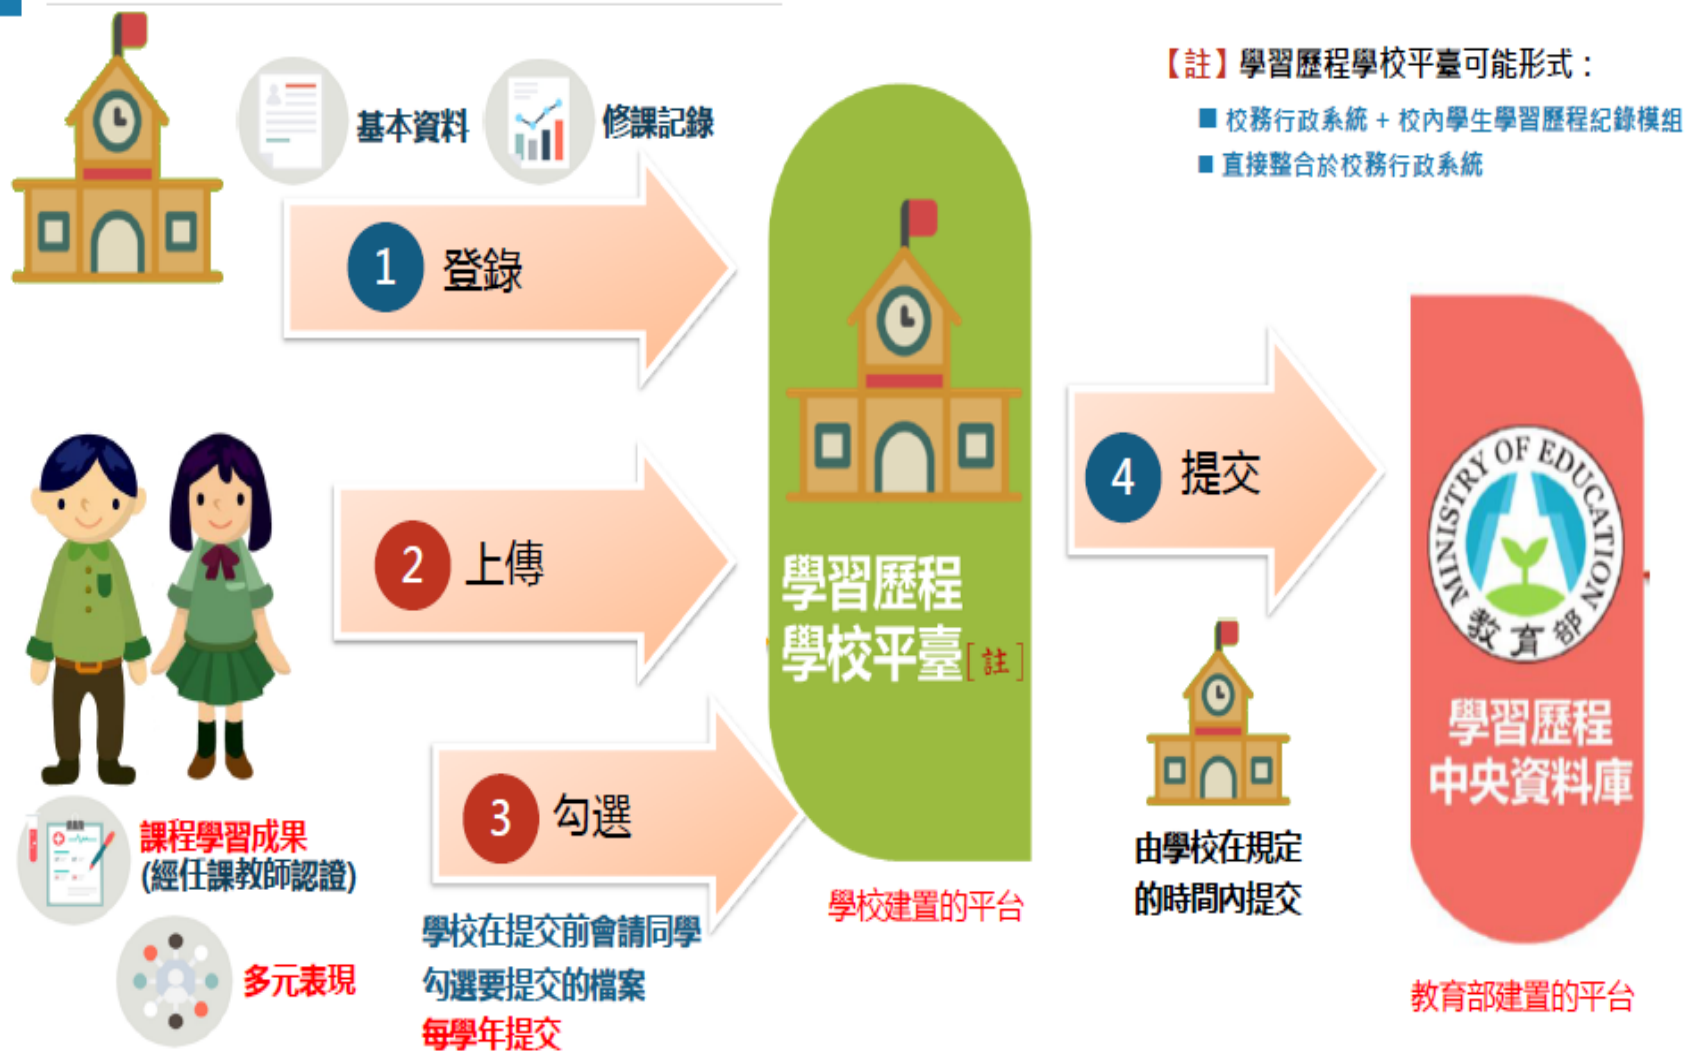 【註】學習歷程學校平臺可能形式：
■ 校務行政系統 + 校內學生學習歷程紀錄模組
■ 直接整合於校務行政系統
基本資料
修課記錄
1 登錄
2 上傳
3 勾選
課程學習成果
(經任課教師認證)
多元表現
學校在提交前會請同學
勾選要提交的檔案
每學年提交
學習歷程
學校平臺[註]
學校建置的平台
4 提交
由學校在規定
的時間內提交
MINISTRY OF EDUCATION
教育部
學習歷程
中央資料庫
教育部建置的平台